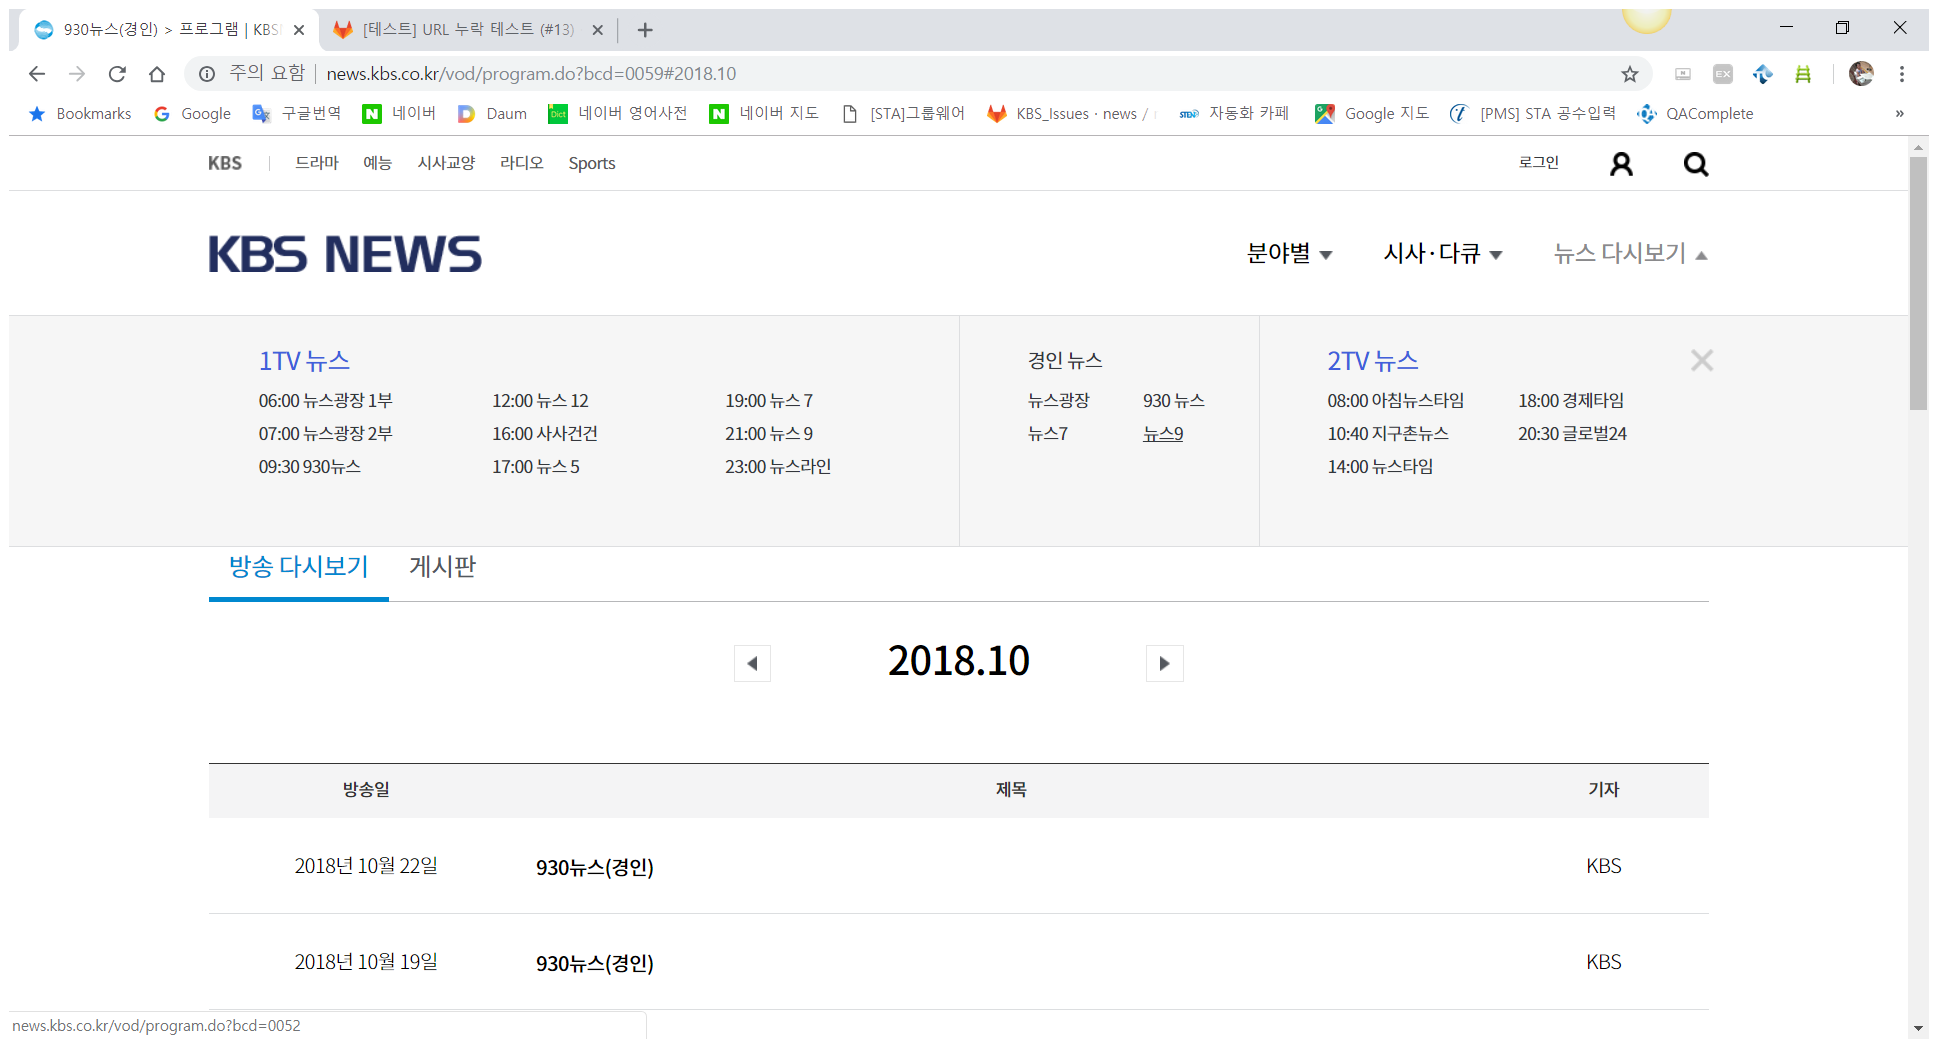 930뉴스(경인) > 프로그램 | KBS
[테스트] URL 누락 테스트 (#13)
주의 요함 | news.kbs.co.kr/vod/program.do?bcd=0059#2018.10
EX
Bookmarks Google 구글번역 네이버 Daum 네이버 영어사전 네이버 지도 [STA]그룹웨어 KBS_Issues · news / 자동화 카페 Google 지도 [PMS] STA 공수입력 QAComplete »
KBS 드라마 예능 시사교양 라디오 Sports 로그인
KBS NEWS 분야별 시사·다큐 뉴스 다시보기
1TV 뉴스 경인 뉴스 2TV 뉴스
06:00 뉴스광장 1부 12:00 뉴스 12 19:00 뉴스 7 뉴스광장 930 뉴스 08:00 아침뉴스타임 18:00 경제타임
07:00 뉴스광장 2부 16:00 사사건건 21:00 뉴스 9 뉴스7 뉴스9 10:40 지구촌뉴스 20:30 글로벌24
09:30 930뉴스 17:00 뉴스 5 23:00 뉴스라인 14:00 뉴스타임
방송 다시보기 게시판
2018.10
방송일 제목 기자
2018년 10월 22일 930뉴스(경인) KBS
2018년 10월 19일 930뉴스(경인) KBS
news.kbs.co.kr/vod/program.do?bcd=0052